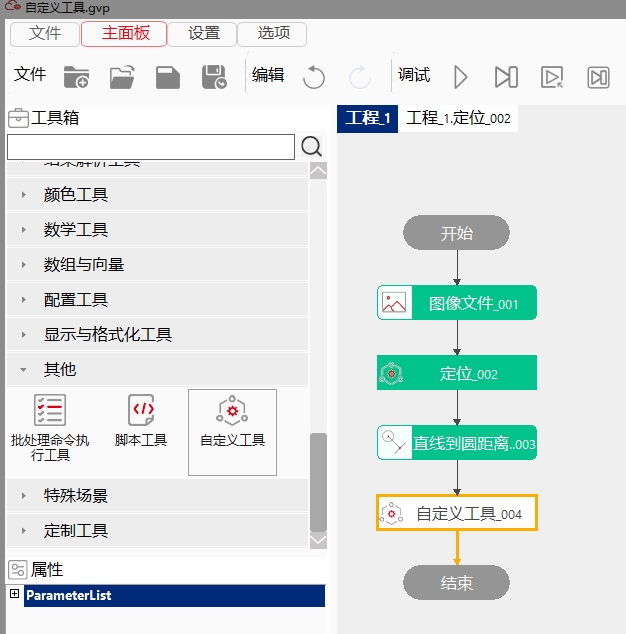 自定义工具.gvp
文件 主面板 设置 选项
文件 编辑 调试
工具箱
工程_1 工程_1.定位_002
颜色工具
数学工具
数组与向量
配置工具
显示与格式化工具
其他
批处理命令执
行工具
脚本工具
自定义工具
特殊场景
定制工具
属性
ParameterList
开始
图像文件_001
定位_002
直线到圆距离..003
自定义工具_004
结束